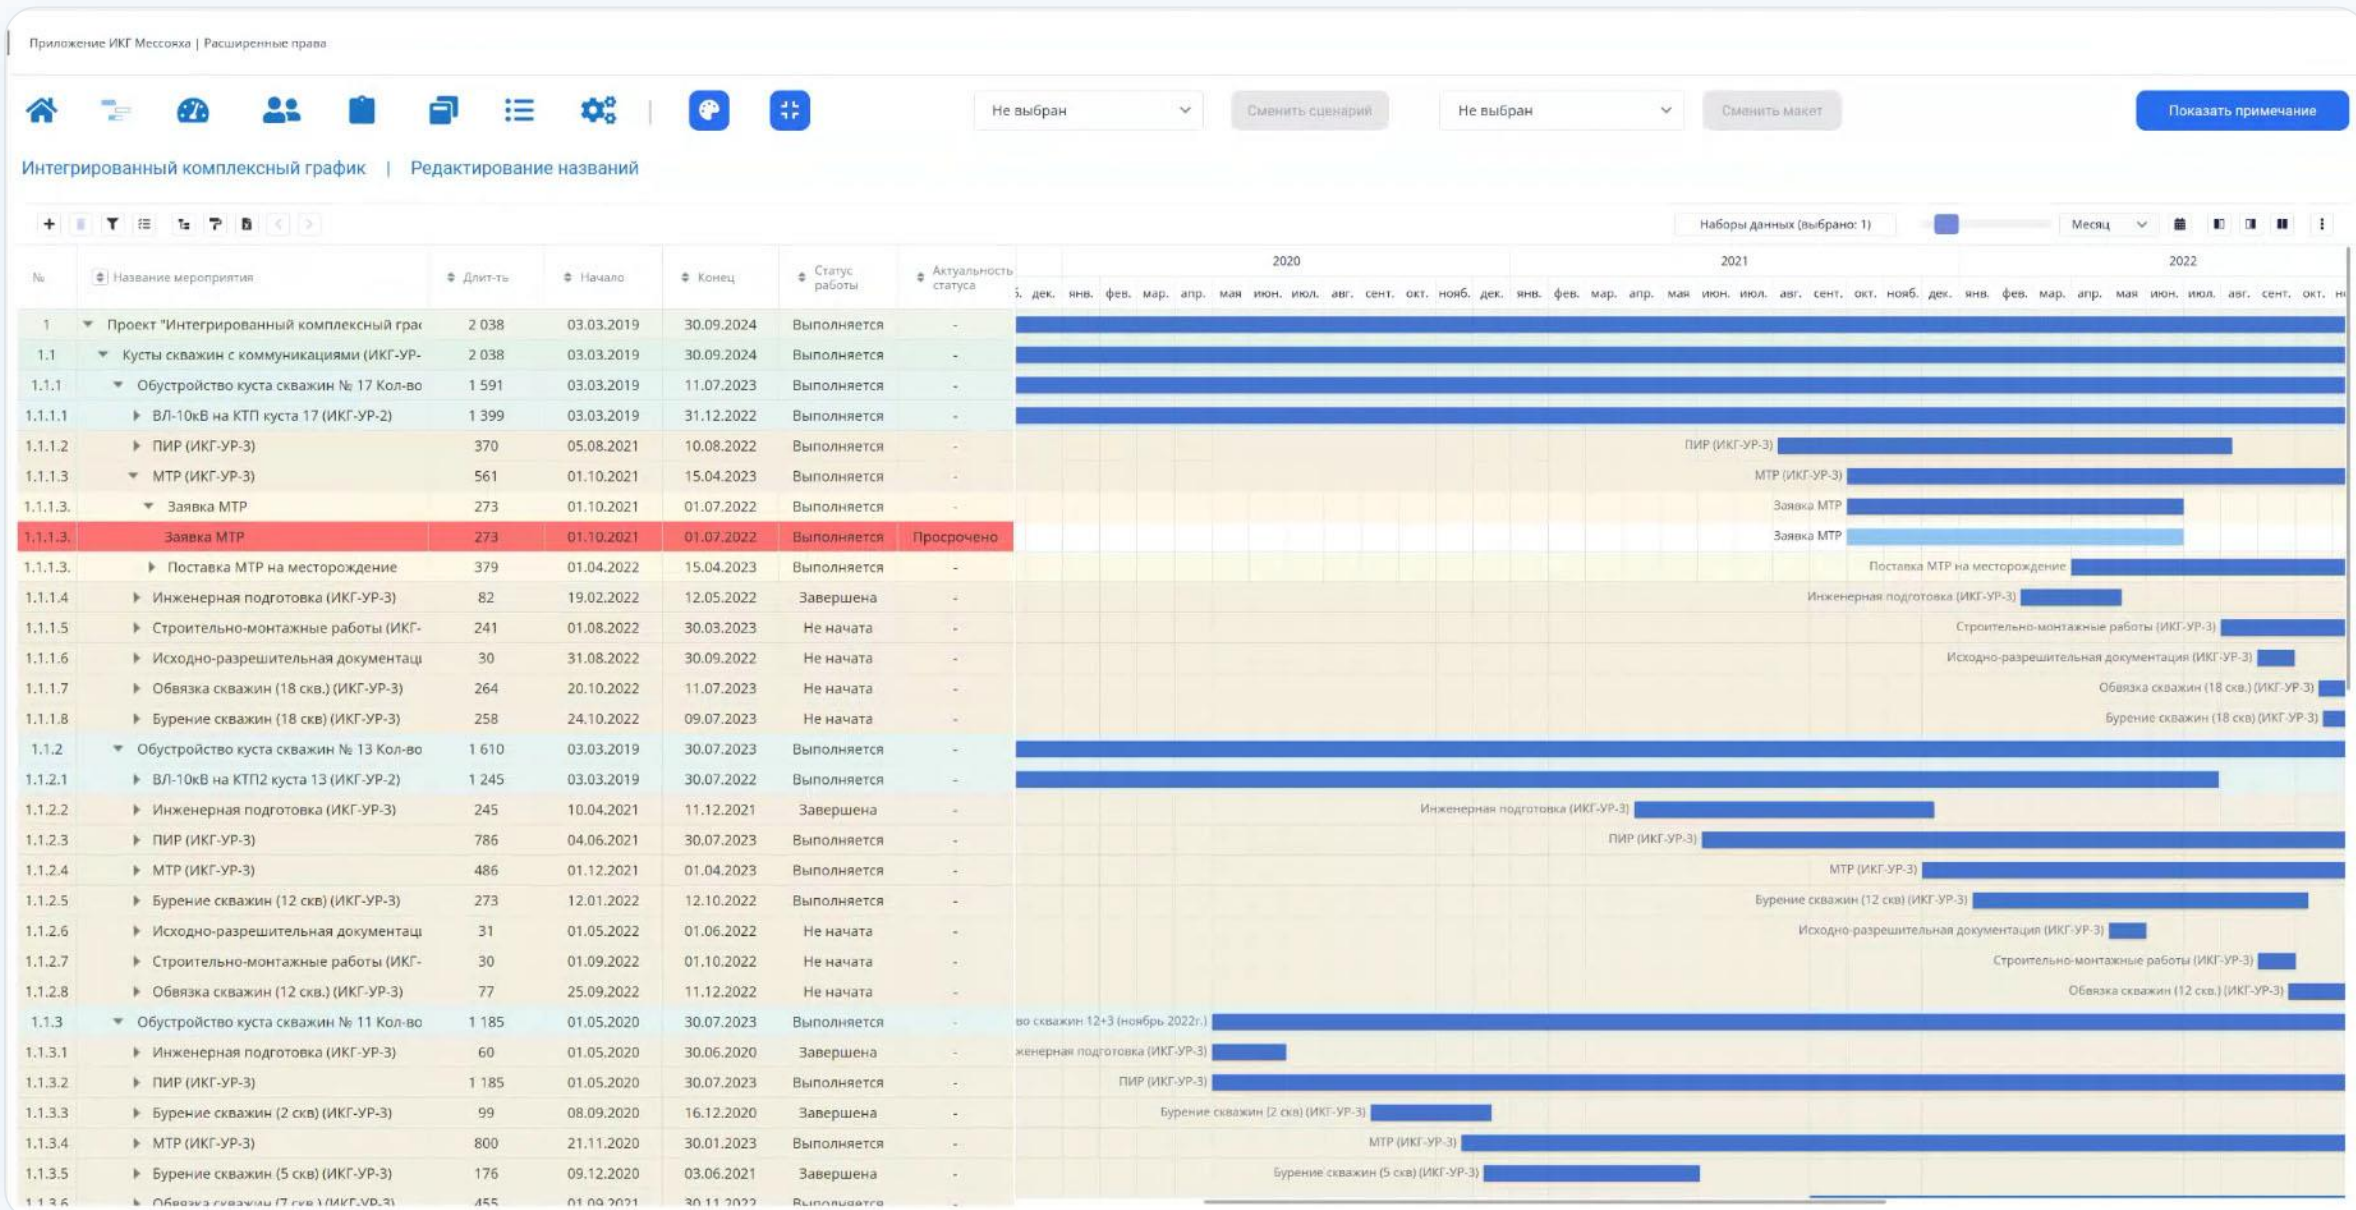 Приложение ИКГ Мессояха | Расширенные права
Не выбран Сменить сценарий Не выбран Сменить макет Показать примечание
Интегрированный комплексный график | Редактирование названий
Наборы данных (выбрано: 1) Месяц
№ Название мероприятия Длит-ть Начало Конец Статус работы Актуальность статуса
2020 2021 2022
дек. янв. фев. мар. апр. мая июн. июл. авг. сент. окт. нояб. дек. янв. фев. мар. апр. мая июн. июл. авг. сент. окт. нояб. дек. янв. фев. мар. апр. мая июн. июл. авг. сент. окт.
1 Проект "Интегрированный комплексный грас 2 038 03.03.2019 30.09.2024 Выполняется -
1.1 Кусты скважин с коммуникациями (ИКГ-УР- 2 038 03.03.2019 30.09.2024 Выполняется -
1.1.1 Обустройство куста скважин № 17 Кол-во 1 591 03.03.2019 11.07.2023 Выполняется -
1.1.1.1 ВЛ-10кВ на КТП куста 17 (ИКГ-УР-2) 1 399 03.03.2019 31.12.2022 Выполняется -
1.1.1.2 ПИР (ИКГ-УР-3) 370 05.08.2021 10.08.2022 Выполняется - ПИР (ИКГ-УР-3)
1.1.1.3 МТР (ИКГ-УР-3) 561 01.10.2021 15.04.2023 Выполняется - МТР (ИКГ-УР-3)
1.1.1.3. Заявка МТР 273 01.10.2021 01.07.2022 Выполняется - Заявка МТР
1.1.1.3. Заявка МТР 273 01.10.2021 01.07.2022 Выполняется Просрочено Заявка МТР
1.1.1.3. Поставка МТР на месторождение 379 01.04.2022 15.04.2023 Выполняется - Поставка МТР на месторождение
1.1.1.4 Инженерная подготовка (ИКГ-УР-3) 82 19.02.2022 12.05.2022 Завершена - Инженерная подготовка (ИКГ-УР-3)
1.1.1.5 Строительно-монтажные работы (ИКГ- 241 01.08.2022 30.03.2023 Не начата - Строительно-монтажные работы (ИКГ-УР-3)
1.1.1.6 Исходно-разрешительная документаци 30 31.08.2022 30.09.2022 Не начата - Исходно-разрешительная документация (ИКГ-УР-3)
1.1.1.7 Обвязка скважин (18 скв.) (ИКГ-УР-3) 264 20.10.2022 11.07.2023 Не начата - Обвязка скважин (18 скв.) (ИКГ-УР-3)
1.1.1.8 Бурение скважин (18 скв) (ИКГ-УР-3) 258 24.10.2022 09.07.2023 Не начата - Бурение скважин (18 скв) (ИКГ-УР-3)
1.1.2 Обустройство куста скважин № 13 Кол-во 1 610 03.03.2019 30.07.2023 Выполняется -
1.1.2.1 ВЛ-10кВ на КТП2 куста 13 (ИКГ-УР-2) 1 245 03.03.2019 30.07.2022 Выполняется -
1.1.2.2 Инженерная подготовка (ИКГ-УР-3) 245 10.04.2021 11.12.2021 Завершена - Инженерная подготовка (ИКГ-УР-3)
1.1.2.3 ПИР (ИКГ-УР-3) 786 04.06.2021 30.07.2023 Выполняется - ПИР (ИКГ-УР-3)
1.1.2.4 МТР (ИКГ-УР-3) 486 01.12.2021 01.04.2023 Выполняется - МТР (ИКГ-УР-3)
1.1.2.5 Бурение скважин (12 скв) (ИКГ-УР-3) 273 12.01.2022 12.10.2022 Выполняется - Бурение скважин (12 скв) (ИКГ-УР-3)
1.1.2.6 Исходно-разрешительная документаци 31 01.05.2022 01.06.2022 Не начата - Исходно-разрешительная документация (ИКГ-УР-3)
1.1.2.7 Строительно-монтажные работы (ИКГ- 30 01.09.2022 01.10.2022 Не начата - Строительно-монтажные работы (ИКГ-УР-3)
1.1.2.8 Обвязка скважин (12 скв.) (ИКГ-УР-3) 77 25.09.2022 11.12.2022 Не начата - Обвязка скважин (12 скв.) (ИКГ-УР-3)
1.1.3 Обустройство куста скважин № 11 Кол-во 1 185 01.05.2020 30.07.2023 Выполняется - во скважин 12+3 (ноябрь 2022г.)
1.1.3.1 Инженерная подготовка (ИКГ-УР-3) 60 01.05.2020 30.06.2020 Завершена - женерная подготовка (ИКГ-УР-3)
1.1.3.2 ПИР (ИКГ-УР-3) 1 185 01.05.2020 30.07.2023 Выполняется - ПИР (ИКГ-УР-3)
1.1.3.3 Бурение скважин (2 скв) (ИКГ-УР-3) 99 08.09.2020 16.12.2020 Завершена - Бурение скважин (2 скв) (ИКГ-УР-3)
1.1.3.4 МТР (ИКГ-УР-3) 800 21.11.2020 30.01.2023 Выполняется - МТР (ИКГ-УР-3)
1.1.3.5 Бурение скважин (5 скв) (ИКГ-УР-3) 176 09.12.2020 03.06.2021 Завершена - Бурение скважин (5 скв) (ИКГ-УР-3)
1.1.3.6 Обвязка скважин (7 скв.) (ИКГ-УР-3) 455 01.09.2021 30.11.2022 Выполняется -